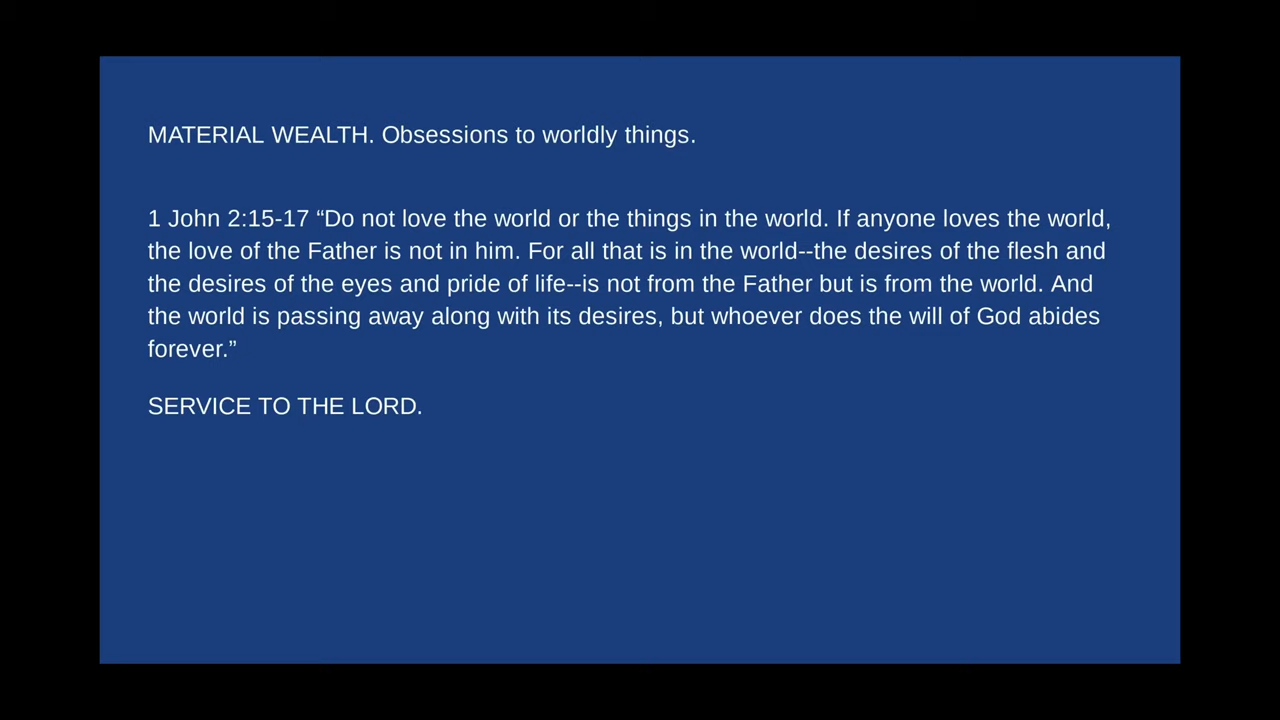 MATERIAL WEALTH. Obsessions to worldly things.
1 John 2:15-17 “Do not love the world or the things in the world. If anyone loves the world,
the love of the Father is not in him. For all that is in the world--the desires of the flesh and
the desires of the eyes and pride of life--is not from the Father but is from the world. And
the world is passing away along with its desires, but whoever does the will of God abides
forever.”
SERVICE TO THE LORD.